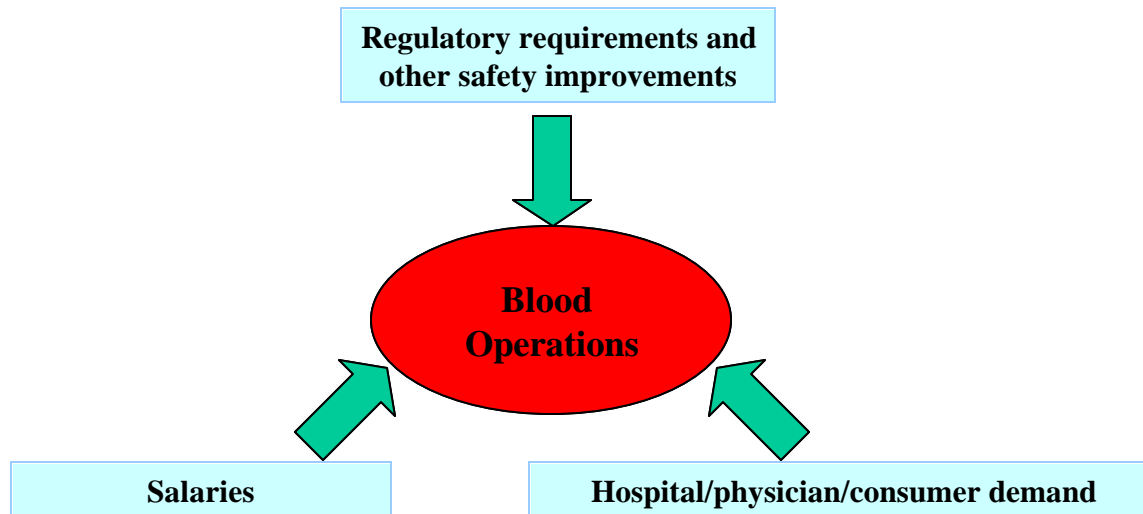 Regulatory requirements and
other safety improvements
Blood
Operations
Salaries
Hospital/physician/consumer demand